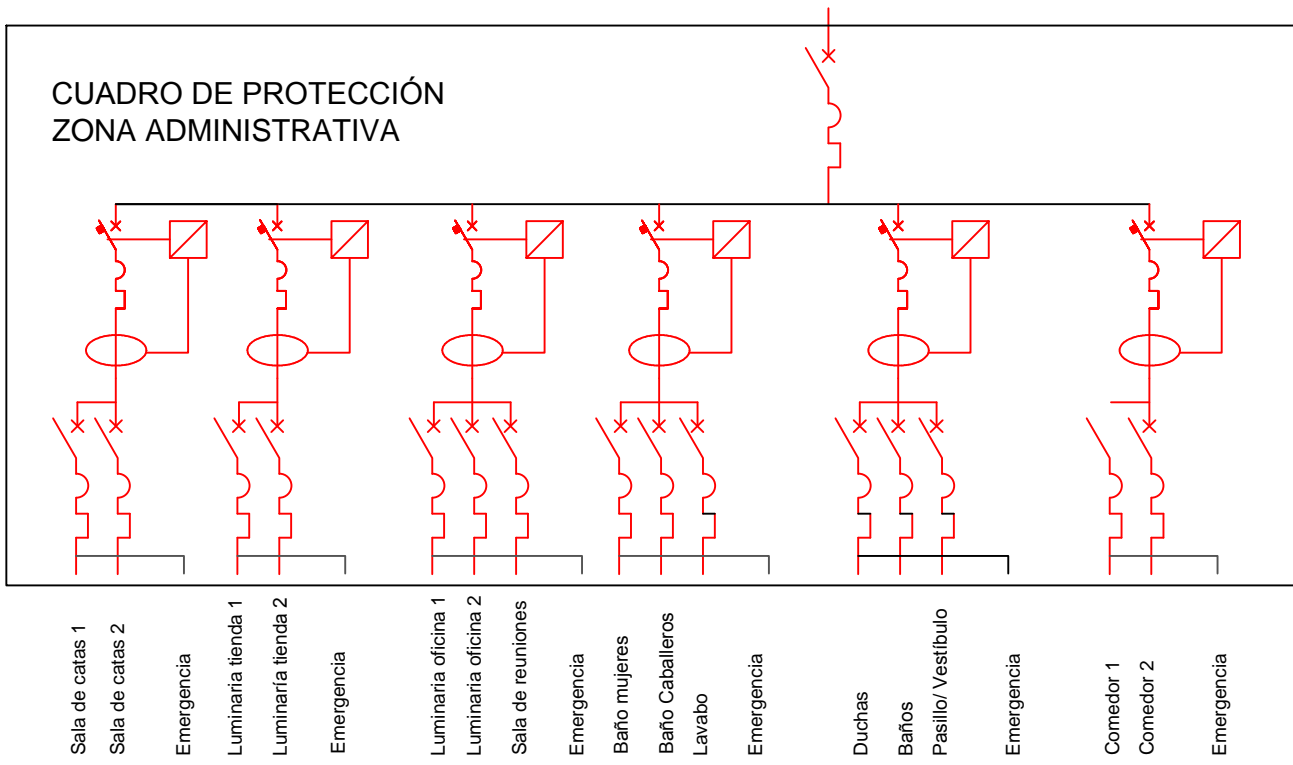 CUADRO DE PROTECCIÓN
ZONA ADMINISTRATIVA
Sala de catas 1
Sala de catas 2
Emergencia
Luminaria tienda 1
Luminaría tienda 2
Emergencia
Luminaria oficina 1
Luminaria oficina 2
Sala de reuniones
Emergencia
Baño mujeres
Baño Caballeros
Lavabo
Emergencia
Duchas
Baños
Pasillo/ Vestíbulo
Emergencia
Comedor 1
Comedor 2
Emergencia